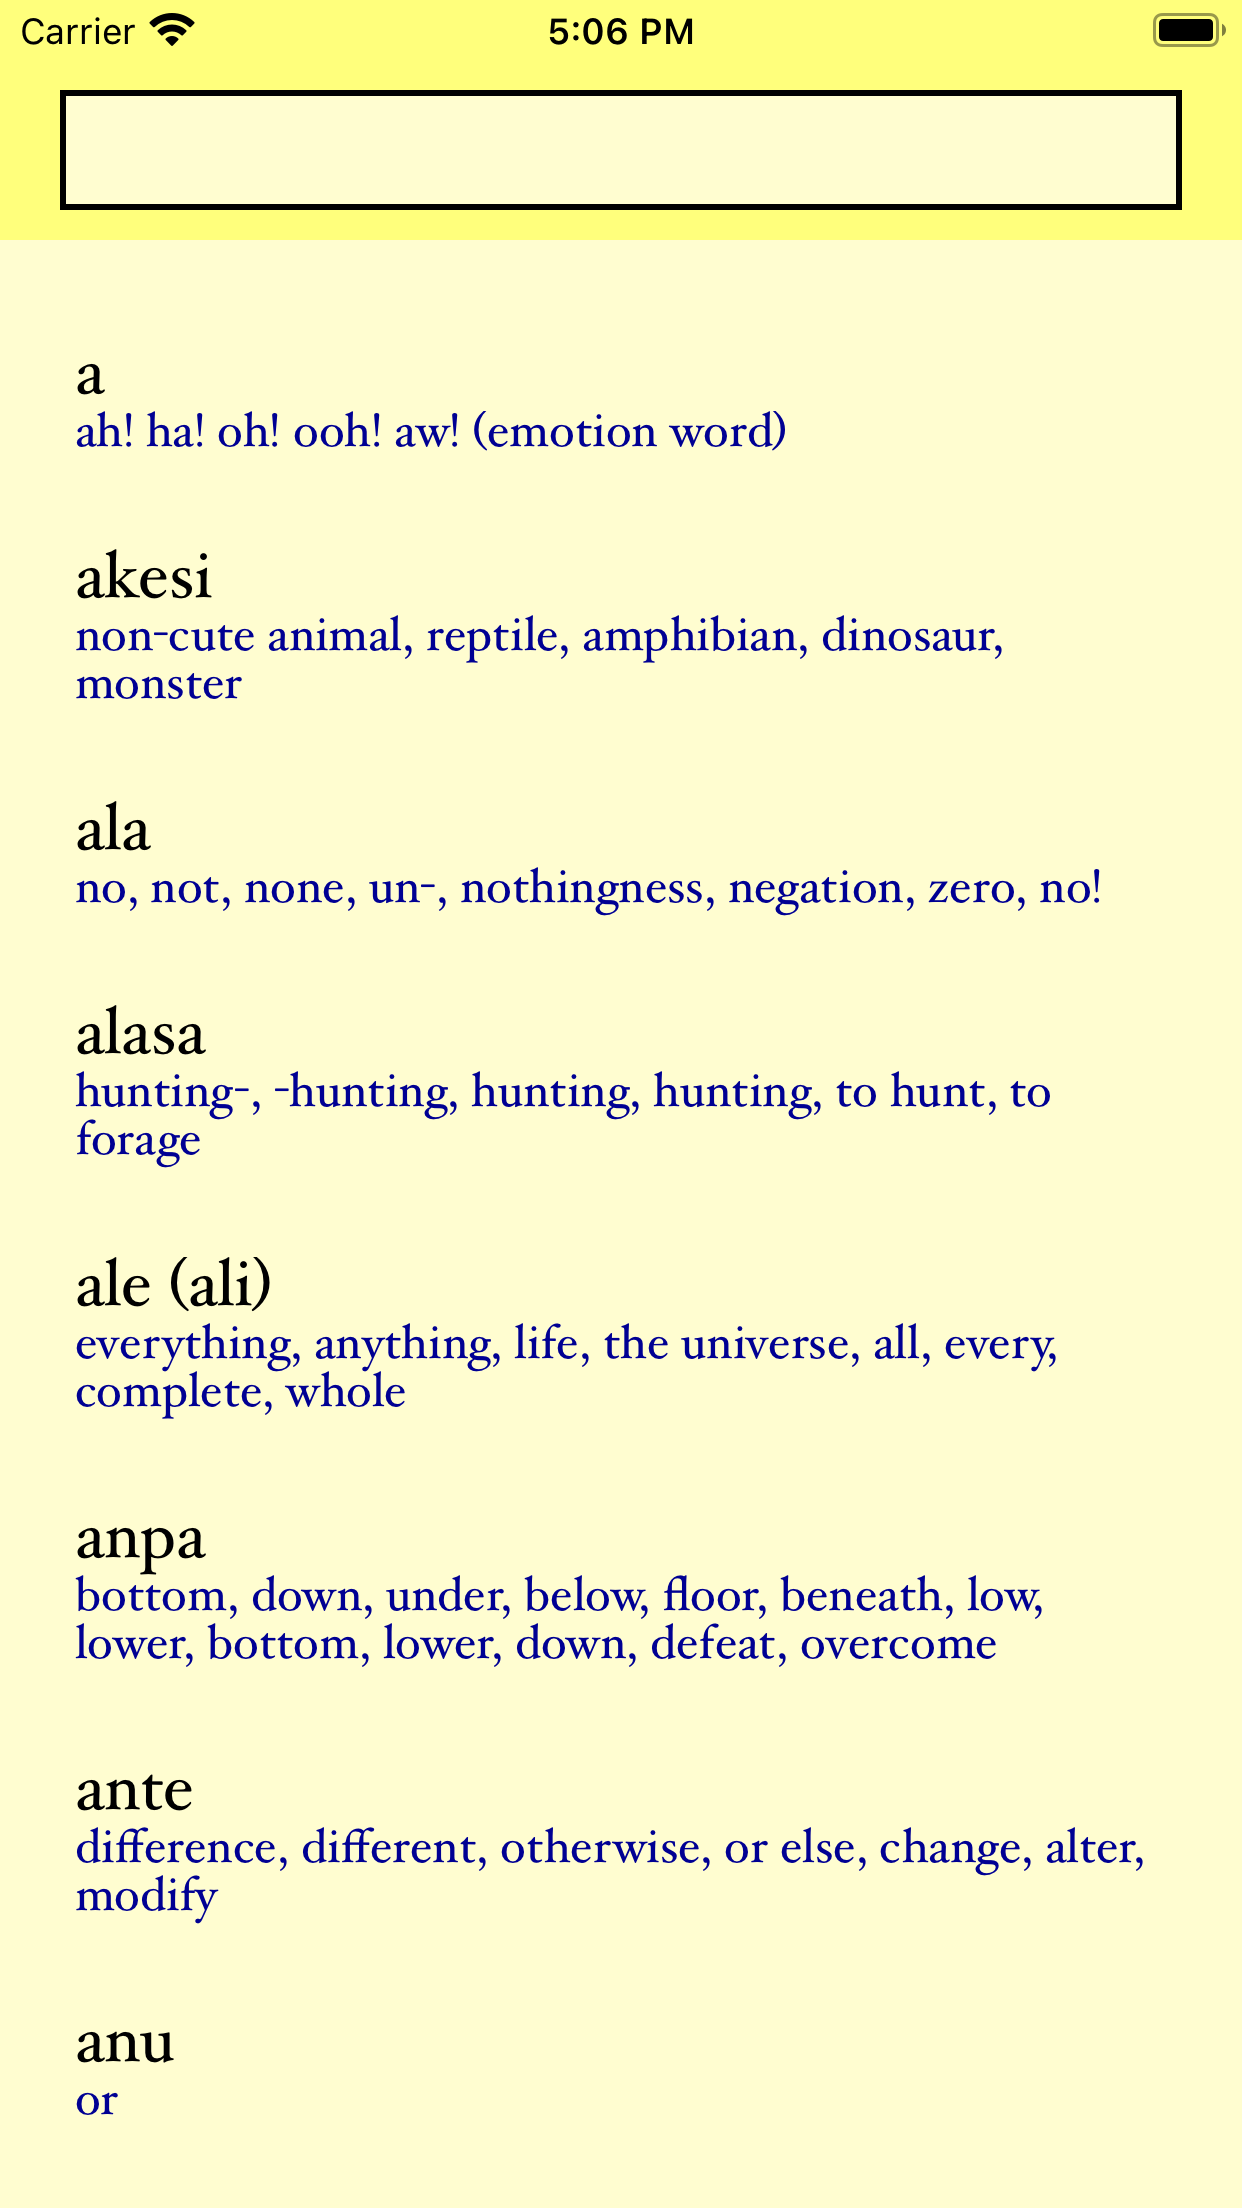 Carrier
5:06 PM
a
ah! ha! oh! ooh! aw! (emotion word)
akesi
non-cute animal, reptile, amphibian, dinosaur,
monster
ala
no, not, none, un-, nothingness, negation, zero, no!
alasa
hunting-, -hunting, hunting, hunting, to hunt, to
forage
ale (ali)
everything, anything, life, the universe, all, every,
complete, whole
anpa
bottom, down, under, below, floor, beneath, low,
lower, bottom, lower, down, defeat, overcome
ante
difference, different, otherwise, or else, change, alter,
modify
anu
or